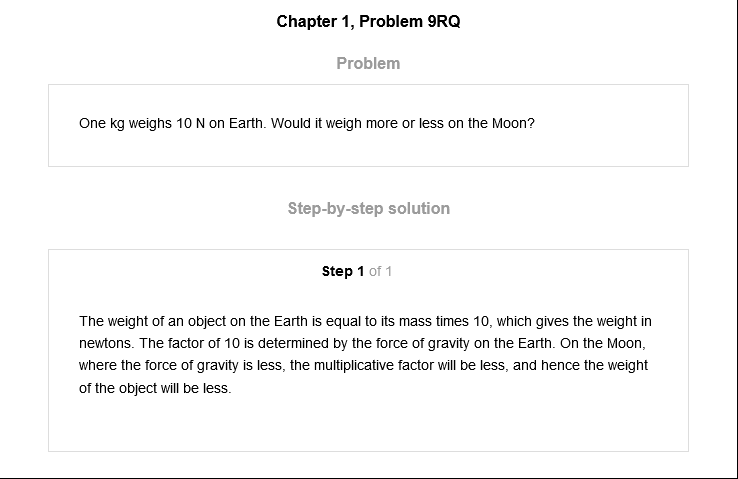 Chapter 1, Problem 9RQ
Problem
One kg weighs 10 N on Earth. Would it weigh more or less on the Moon?
Step-by-step solution
Step 1 of 1
The weight of an object on the Earth is equal to its mass times 10, which gives the weight in
newtons. The factor of 10 is determined by the force of gravity on the Earth. On the Moon,
where the force of gravity is less, the multiplicative factor will be less, and hence the weight
of the object will be less.